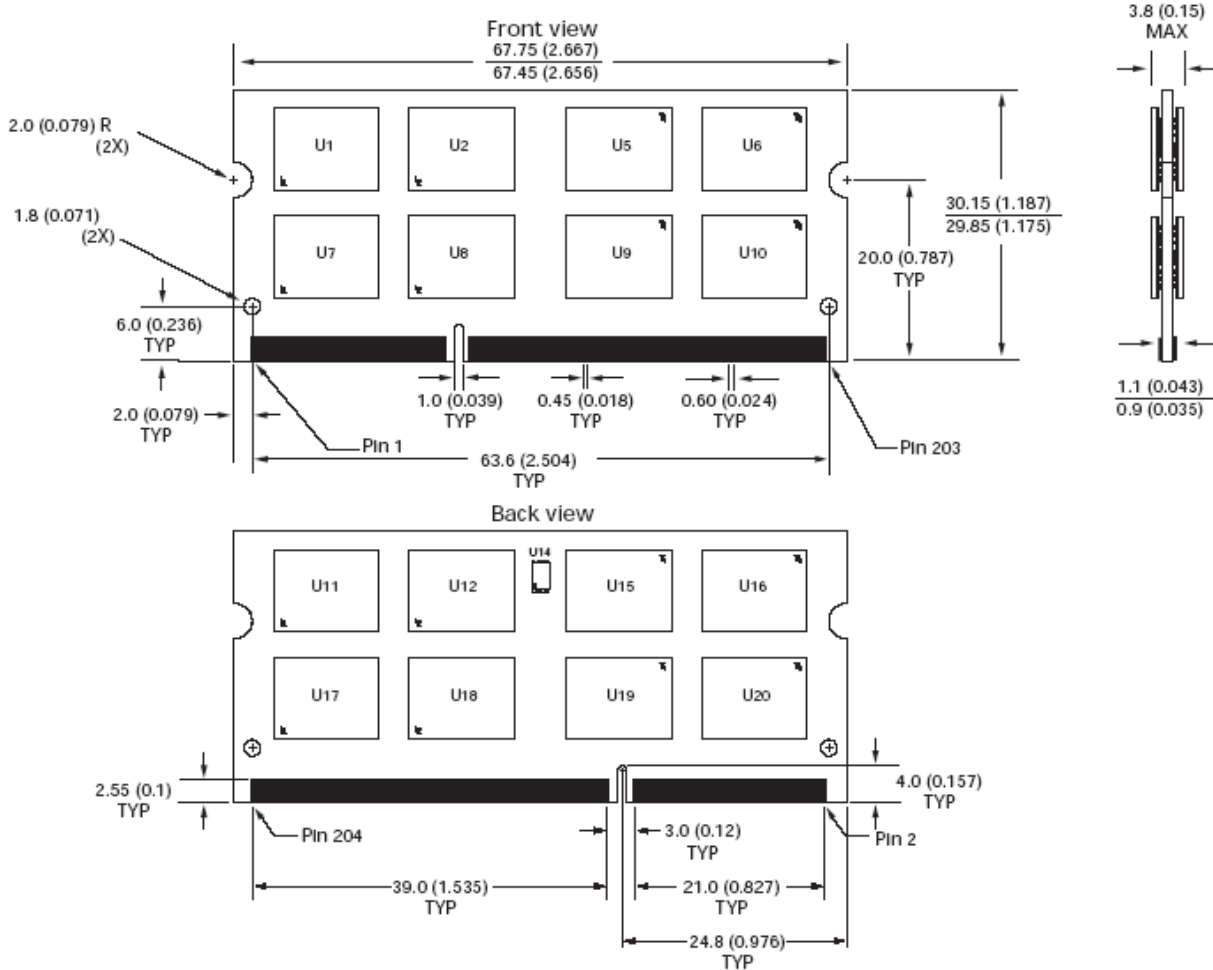 Front view
67.75 (2.667)
67.45 (2.656)
3.8 (0.15)
MAX
2.0 (0.079) R
(2X)
U1
U2
U5
U6
1.8 (0.071)
(2X)
30.15 (1.187)
29.85 (1.175)
U7
U8
U9
U10
20.0 (0.787)
TYP
6.0 (0.236)
TYP
2.0 (0.079)
TYP
1.0 (0.039)
TYP
0.45 (0.018)
TYP
0.60 (0.024)
TYP
1.1 (0.043)
0.9 (0.035)
Pin 1
Pin 203
63.6 (2.504)
TYP
Back view
U14
U11
U12
U15
U16
U17
U18
U19
U20
2.55 (0.1)
TYP
4.0 (0.157)
TYP
Pin 204
3.0 (0.12)
TYP
Pin 2
39.0 (1.535)
TYP
21.0 (0.827)
TYP
24.8 (0.976)
TYP